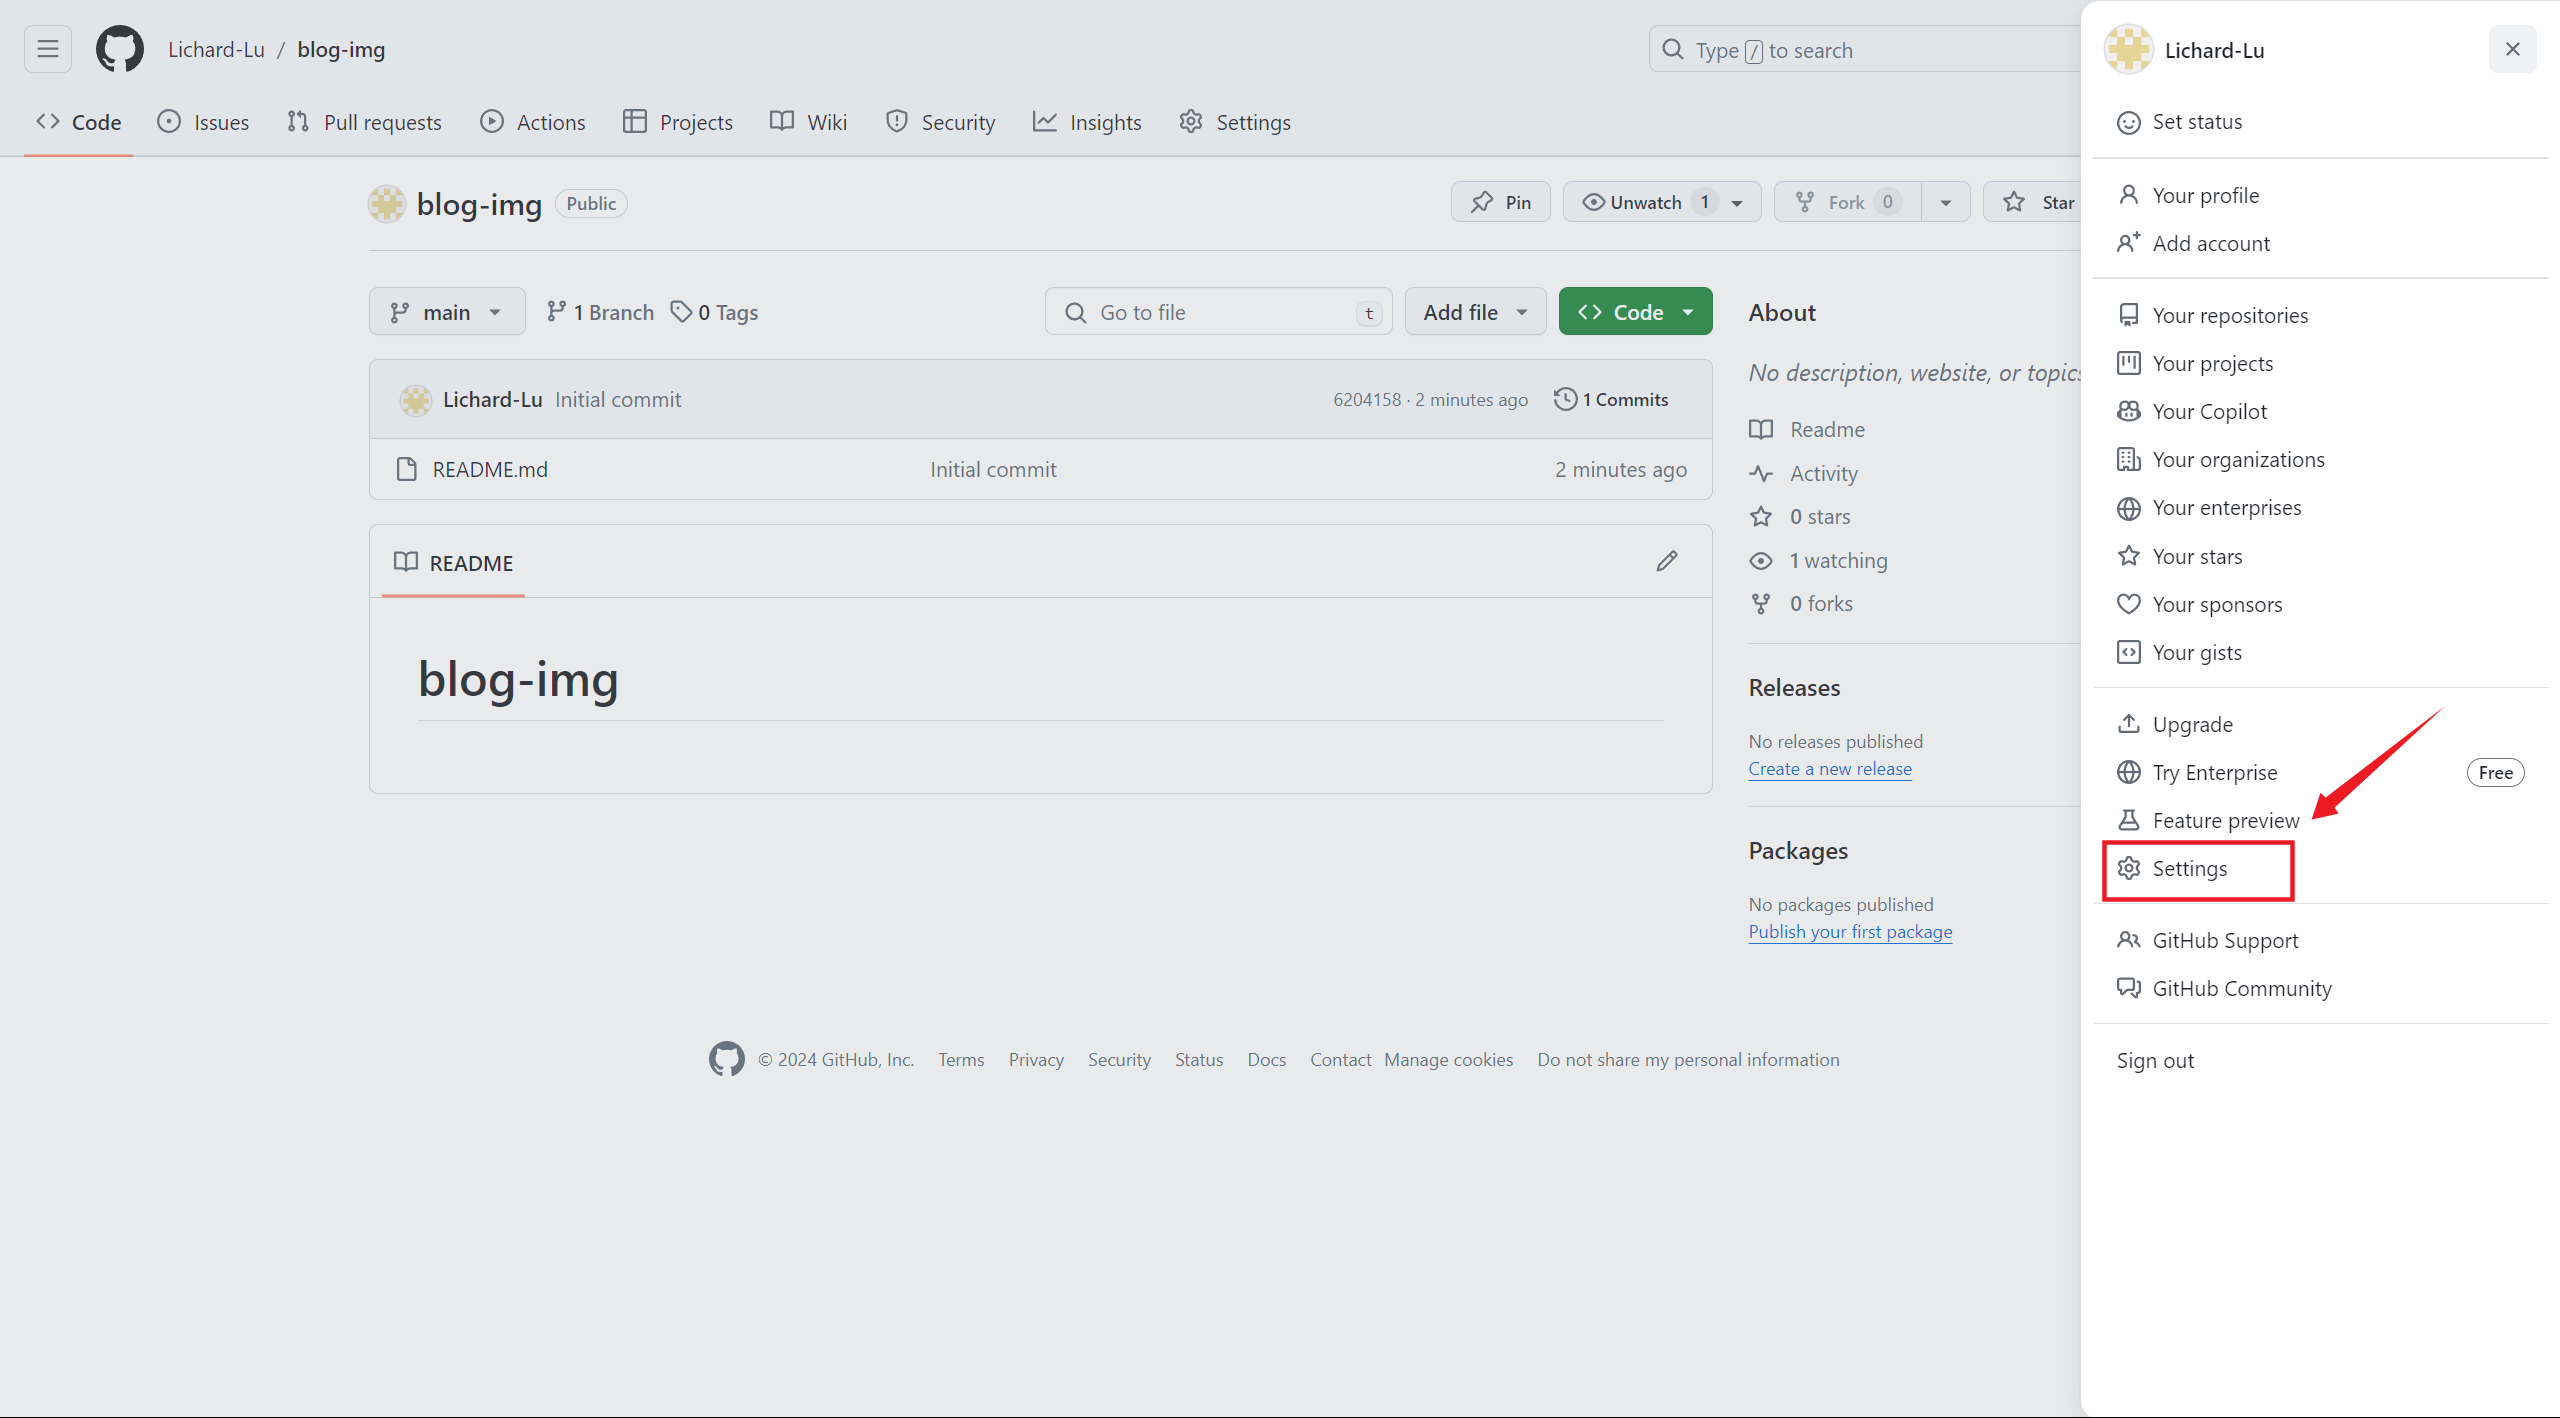 Lichard-Lu / blog-img
Type / to search
Code Issues Pull requests Actions Projects Wiki Security Insights Settings
blog-img Public
Pin Unwatch 1 Fork 0 Star
main 1 Branch 0 Tags
Go to file t Add file Code
Lichard-Lu Initial commit 6204158 · 2 minutes ago 1 Commits
README.md Initial commit 2 minutes ago
README
blog-img
About
No description, website, or topics
Readme
Activity
0 stars
1 watching
0 forks
Releases
No releases published
Create a new release
Packages
No packages published
Publish your first package
© 2024 GitHub, Inc. Terms Privacy Security Status Docs Contact Manage cookies Do not share my personal information
Lichard-Lu
Set status
Your profile
Add account
Your repositories
Your projects
Your Copilot
Your organizations
Your enterprises
Your stars
Your sponsors
Your gists
Upgrade
Try Enterprise Free
Feature preview
Settings
GitHub Support
GitHub Community
Sign out